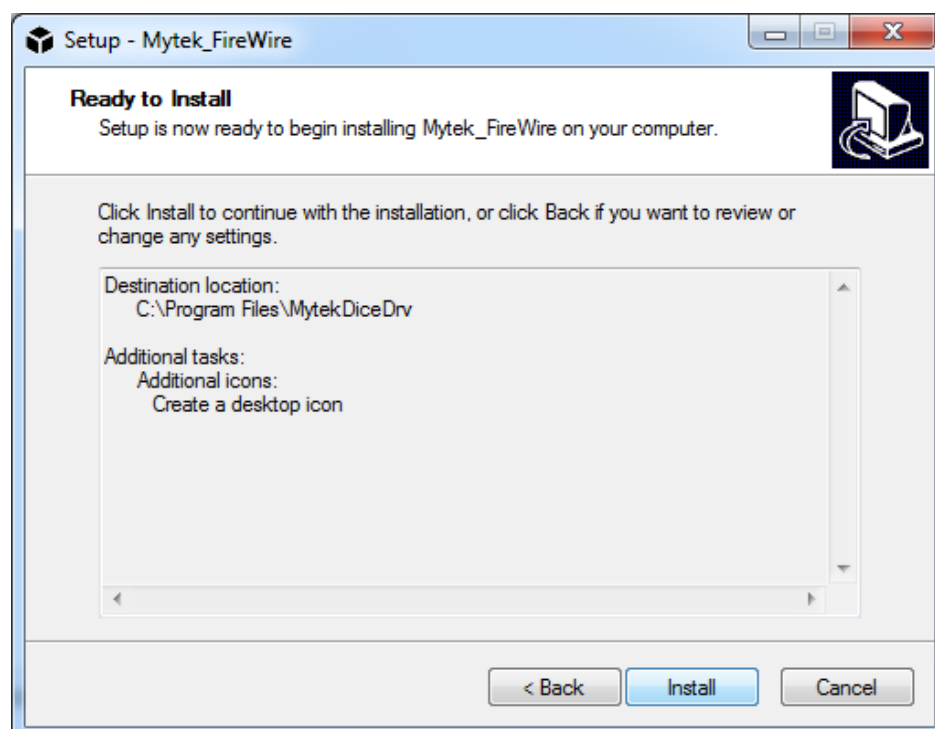 Setup - Mytek_FireWire
Ready to Install
Setup is now ready to begin installing Mytek_FireWire on your computer.
Click Install to continue with the installation, or click Back if you want to review or
change any settings.
Destination location:
C:\Program Files\MytekDiceDrv
Additional tasks:
Additional icons:
Create a desktop icon
< Back
Install
Cancel